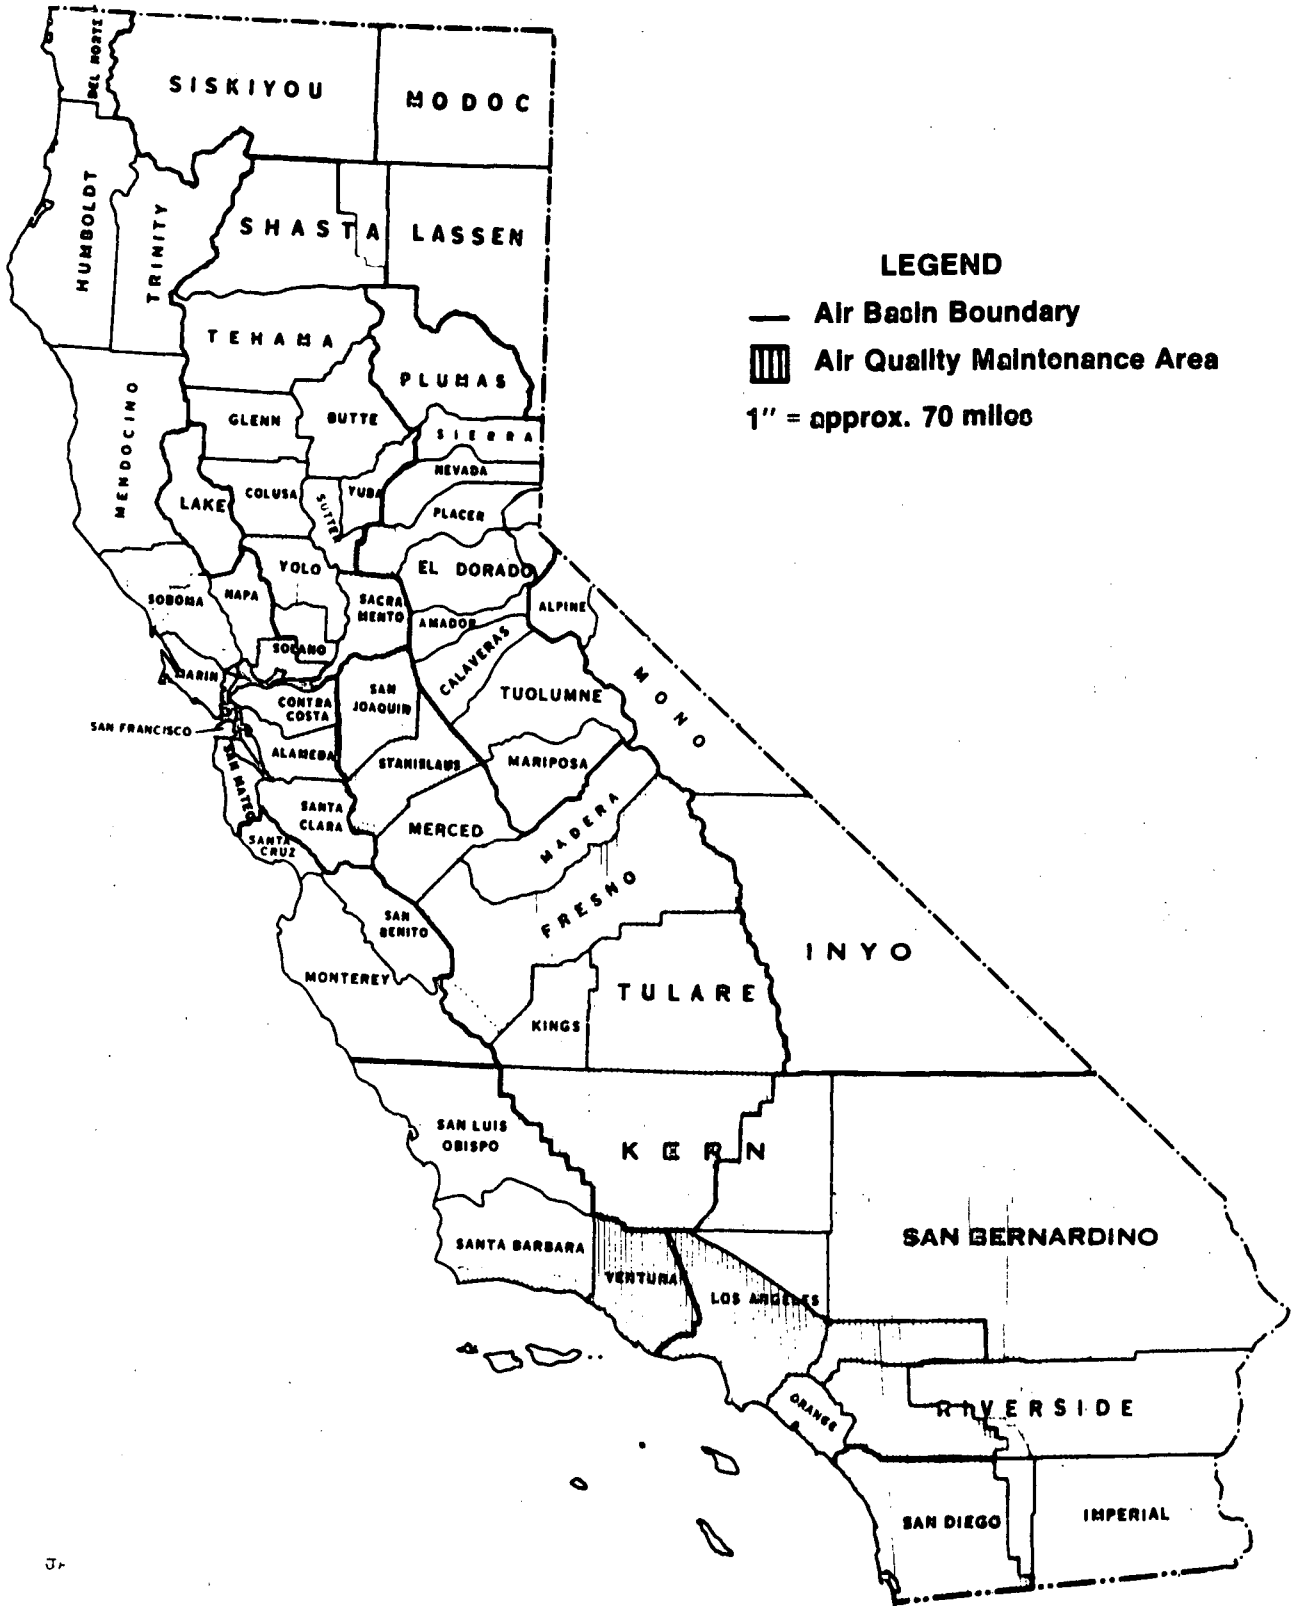 DEL NORTE
SISKIYOU
MODOC
HUMBOLDT
TRINITY
SHASTA
LASSEN
LEGEND
Air Basin Boundary
Air Quality Maintonance Area
1" = approx. 70 miles
TEHAMA
PLUMAS
MENDOCINO
GLENN
BUTTE
SIERRA
NEVADA
LAKE
COLUSA
SUTTER
YUBA
PLACER
YOLO
EL DORADO
SONOMA
NAPA
SACRA
MENTO
ALPINE
AMADOR
SOLANO
CALAVERAS
MARIN
MONO
TUOLUMNE
CONTRA
COSTA
SAN
JOAQUIN
SAN FRANCISCO
ALAMEDA
STANISLAUS
MARIPOSA
SAN MATEO
SANTA
CLARA
MERCED
MADERA
SANTA
CRUZ
FRESNO
SAN
BENITO
INYO
MONTEREY
TULARE
KINGS
SAN LUIS
OBISPO
KERN
SANTA BARBARA
VENTURA
LOS ANGELES
SAN BERNARDINO
ORANGE
RIVERSIDE
SAN DIEGO
IMPERIAL
Jr